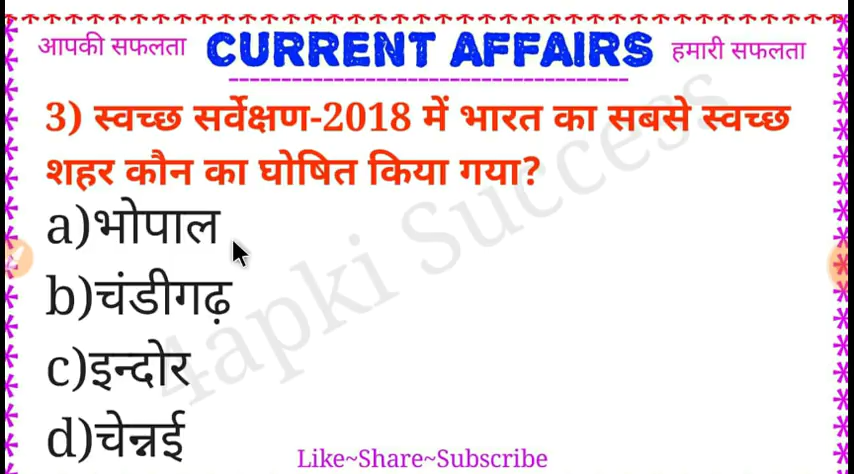 आपकी सफलता CURRENT AFFAIRS हमारी सफलता
3) स्वच्छ सर्वेक्षण-2018 में भारत का सबसे स्वच्छ
शहर कौन का घोषित किया गया?
a)भोपाल
b)चंडीगढ़
c)इन्दोर
d)चेन्नई
4apki Success
Like~Share~Subscribe